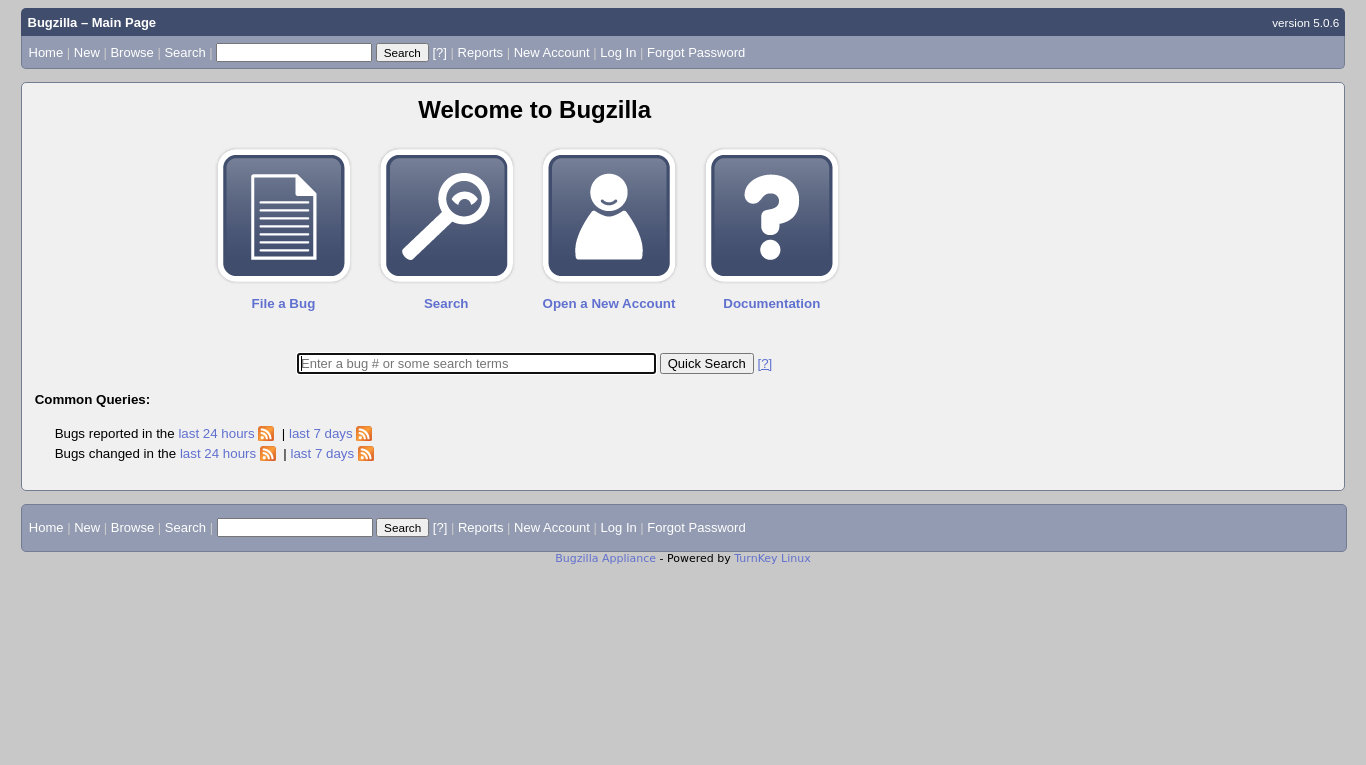 Bugzilla – Main Page
version 5.0.6
Home | New | Browse | Search | Search [?] | Reports | New Account | Log In | Forgot Password
Welcome to Bugzilla
File a Bug
Search
Open a New Account
Documentation
Enter a bug # or some search terms Quick Search [?]
Common Queries:
Bugs reported in the last 24 hours | last 7 days
Bugs changed in the last 24 hours | last 7 days
Home | New | Browse | Search | Search [?] | Reports | New Account | Log In | Forgot Password
Bugzilla Appliance - Powered by TurnKey Linux